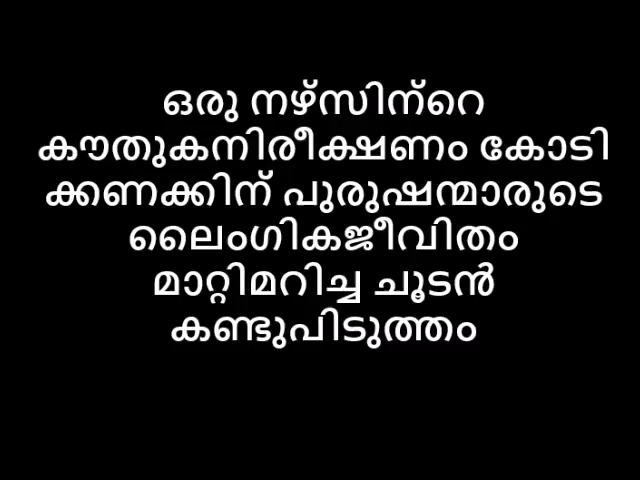 ഒരു നഴ്സിന്റെ
കൗതുകനിരീക്ഷണം കോടി
ക്കണക്കിന് പുരുഷന്മാരുടെ
ലൈംഗികജീവിതം
മാറ്റിമറിച്ച ചൂടൻ
കണ്ടുപിടുത്തം